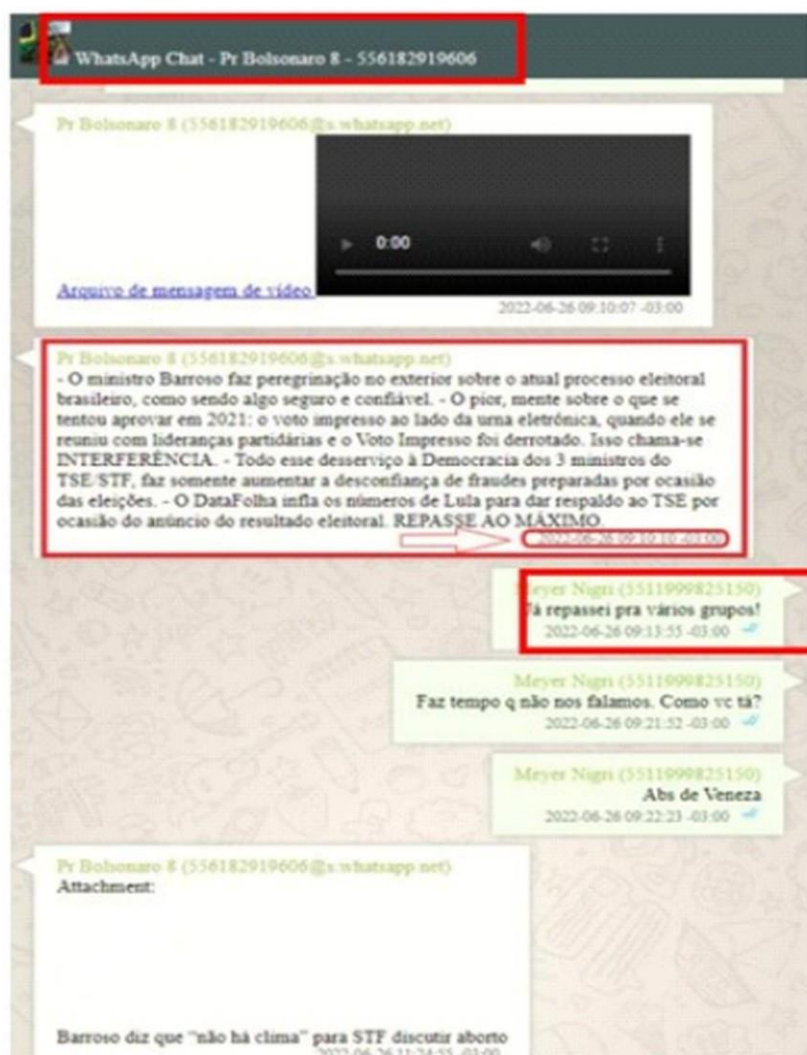 WhatsApp Chat - Pr Bolsonaro 8 - 556182919606
Pr Bolsonaro 8 (556182919606@s.whatsapp.net)
0:00
Arquivo de mensagem de vídeo
2022-06-26 09:10:07 -03:00
Pr Bolsonaro 8 (556182919606@s.whatsapp.net)
- O ministro Barroso faz peregrinação no exterior sobre o atual processo eleitoral
brasileiro, como sendo algo seguro e confiável. - O pior, mente sobre o que se
tentou aprovar em 2021: o voto impresso ao lado da urna eletrônica, quando ele se
reuniu com lideranças partidárias e o Voto Impresso foi derrotado. Isso chama-se
INTERFERÊNCIA. - Todo esse desserviço à Democracia dos 3 ministros do
TSE/STF, faz somente aumentar a desconfiança de fraudes preparadas por ocasião
das eleições. - O DataFolha infla os números de Lula para dar respaldo ao TSE por
ocasião do anúncio do resultado eleitoral. REPASSE AO MÁXIMO.
2022-06-26 09:10:10 -03:00
Meyer Nigri (5511999825150)
Já repassei pra vários grupos!
2022-06-26 09:13:55 -03:00
Meyer Nigri (5511999825150)
Faz tempo q não nos falamos. Como vc tá?
2022-06-26 09:21:52 -03:00
Meyer Nigri (5511999825150)
Abs de Veneza
2022-06-26 09:22:23 -03:00
Pr Bolsonaro 8 (556182919606@s.whatsapp.net)
Attachment:
Barroso diz que "não há clima" para STF discutir aborto
2022-06-26 11:24:55 -03:00